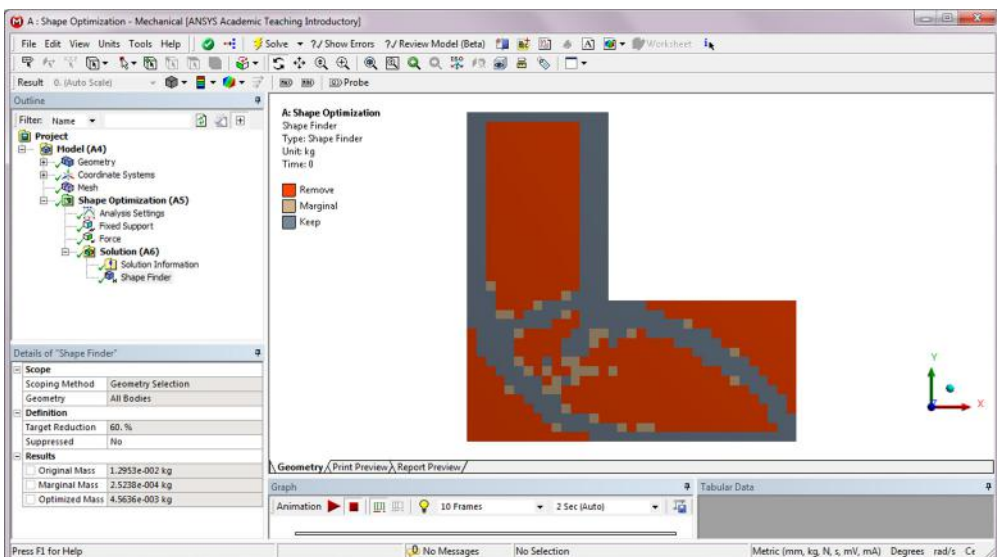 A : Shape Optimization - Mechanical [ANSYS Academic Teaching Introductory]
File Edit View Units Tools Help Solve ?/ Show Errors ?/ Review Model (Beta) A Worksheet
Result 0. (Auto Scale) Probe
Outline
Filter: Name
Project
Model (A4)
Geometry
Coordinate Systems
Mesh
Shape Optimization (A5)
Analysis Settings
Fixed Support
Force
Solution (A6)
Solution Information
Shape Finder
Details of "Shape Finder"
Scope
Scoping Method Geometry Selection
Geometry All Bodies
Definition
Target Reduction 60. %
Suppressed No
Results
Original Mass 1.2953e-002 kg
Marginal Mass 2.5238e-004 kg
Optimized Mass 4.5636e-003 kg
A: Shape Optimization
Shape Finder
Type: Shape Finder
Unit: kg
Time: 0
Remove
Marginal
Keep
Y
Z X
Geometry Print Preview Report Preview
Graph
Animation 10 Frames 2 Sec (Auto)
Tabular Data
Press F1 for Help No Messages No Selection Metric (mm, kg, N, s, mV, mA) Degrees rad/s Ce